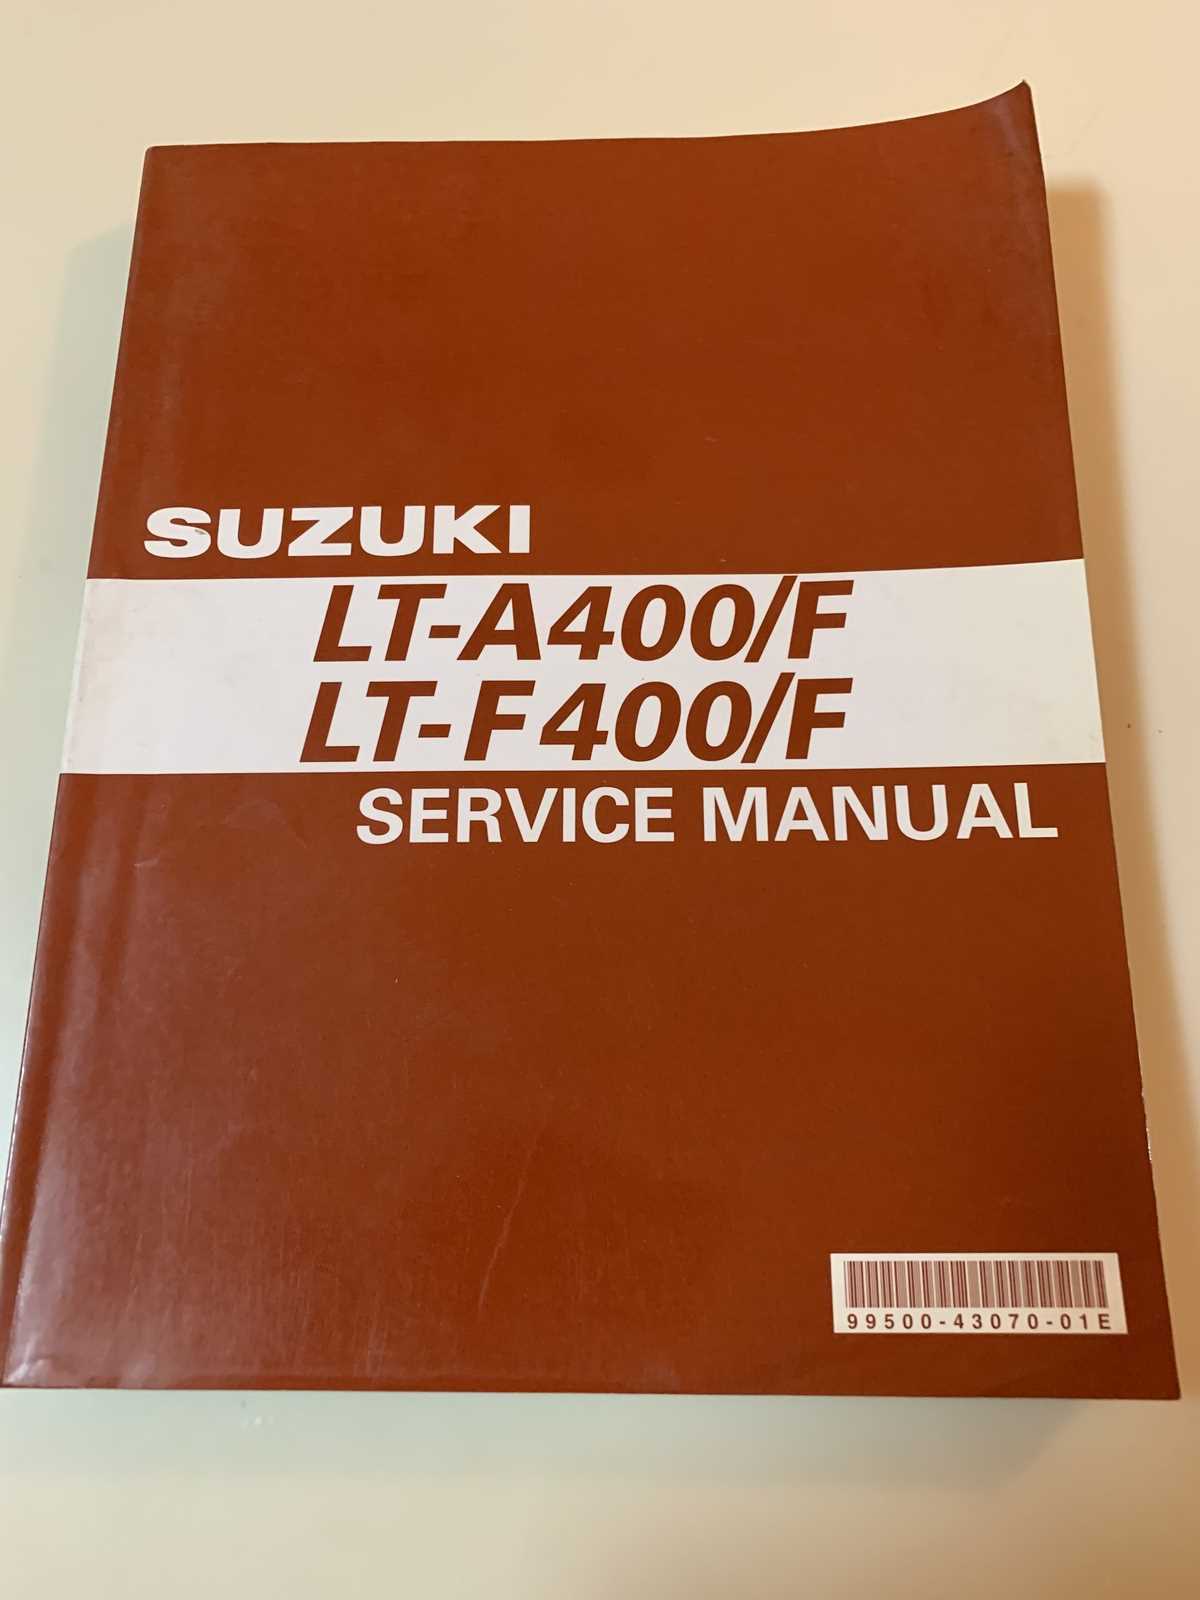 SUZUKI
LT-A400/F
LT-F400/F
SERVICE MANUAL
99500-43070-01E